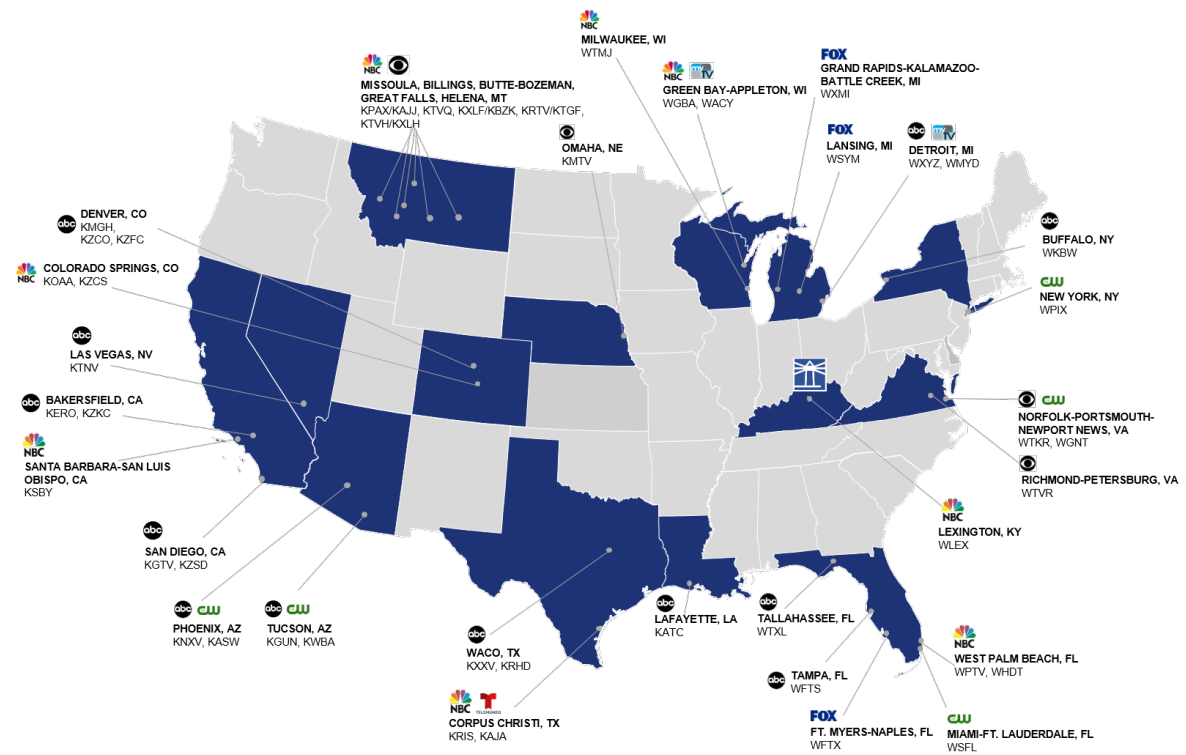 NBC
MILWAUKEE, WI
WTMJ
NBC
MISSOULA, BILLINGS, BUTTE-BOZEMAN,
GREAT FALLS, HELENA, MT
KPAX/KAJJ, KTVQ, KXLF/KBZK, KRTV/KTGF,
KTVH/KXLH
NBC my TV
GREEN BAY-APPLETON, WI
WGBA, WACY
FOX
GRAND RAPIDS-KALAMAZOO-
BATTLE CREEK, MI
WXMI
OMAHA, NE
KMTV
FOX
LANSING, MI
WSYM
abc my TV
DETROIT, MI
WXYZ, WMYD
abc
DENVER, CO
KMGH,
KZCO, KZFC
NBC
COLORADO SPRINGS, CO
KOAA, KZCS
abc
BUFFALO, NY
WKBW
CW
NEW YORK, NY
WPIX
abc
LAS VEGAS, NV
KTNV
abc
BAKERSFIELD, CA
KERO, KZKC
NBC
SANTA BARBARA-SAN LUIS
OBISPO, CA
KSBY
CW
NORFOLK-PORTSMOUTH-
NEWPORT NEWS, VA
WTKR, WGNT
RICHMOND-PETERSBURG, VA
WTVR
NBC
LEXINGTON, KY
WLEX
abc
SAN DIEGO, CA
KGTV, KZSD
abc CW
PHOENIX, AZ
KNXV, KASW
abc CW
TUCSON, AZ
KGUN, KWBA
abc
WACO, TX
KXXV, KRHD
abc
LAFAYETTE, LA
KATC
abc
TALLAHASSEE, FL
WTXL
NBC
WEST PALM BEACH, FL
WPTV, WHDT
abc
TAMPA, FL
WFTS
NBC TELEMUNDO
CORPUS CHRISTI, TX
KRIS, KAJA
FOX
FT. MYERS-NAPLES, FL
WFTX
CW
MIAMI-FT. LAUDERDALE, FL
WSFL